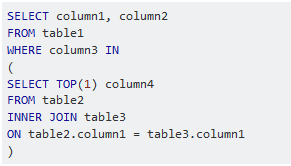 SELECT column1, column2
FROM table1
WHERE column3 IN
(
SELECT TOP(1) column4
FROM table2
INNER JOIN table3
ON table2.column1 = table3.column1
)